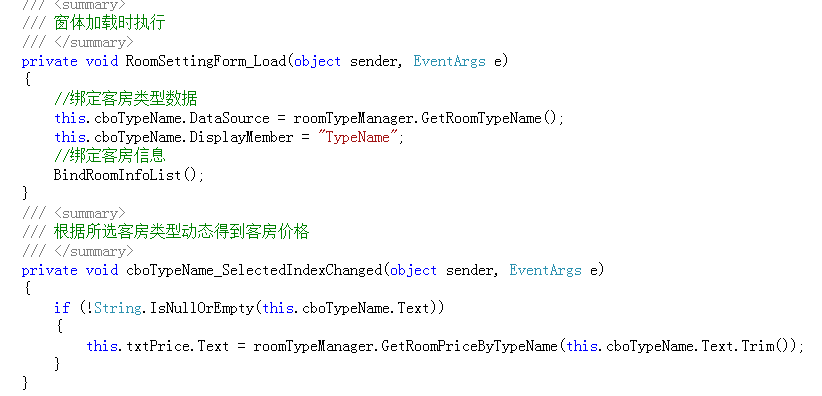 /// <summary>
/// 窗体加载时执行
/// </summary>
private void RoomSettingForm_Load(object sender, EventArgs e)
{
    //绑定客房类型数据
    this.cboTypeName.DataSource = roomTypeManager.GetRoomTypeName();
    this.cboTypeName.DisplayMember = "TypeName";
    //绑定客房信息
    BindRoomInfoList();
}
/// <summary>
/// 根据所选客房类型动态得到客房价格
/// </summary>
private void cboTypeName_SelectedIndexChanged(object sender, EventArgs e)
{
    if (!String.IsNullOrEmpty(this.cboTypeName.Text))
    {
        this.txtPrice.Text = roomTypeManager.GetRoomPriceByTypeName(this.cboTypeName.Text.Trim());
    }
}